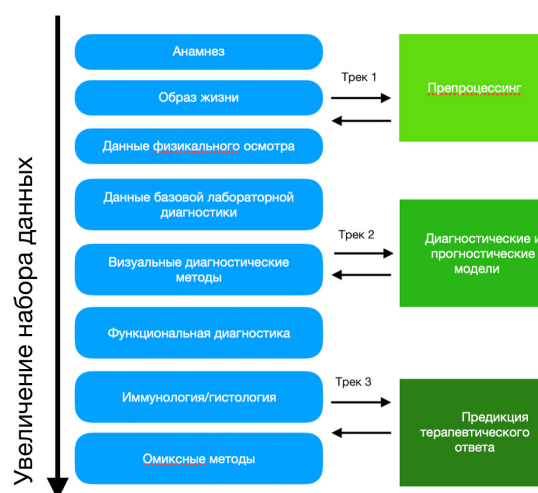 Увеличение набора данных
Анамнез
Образ жизни
Данные физикального осмотра
Данные базовой лабораторной
диагностики
Визуальные диагностические
методы
Функциональная диагностика
Иммунология/гистология
Омиксные методы
Трек 1
Трек 2
Трек 3
Препроцессинг
Диагностические и
прогностические
модели
Предикция
терапевтического
ответа